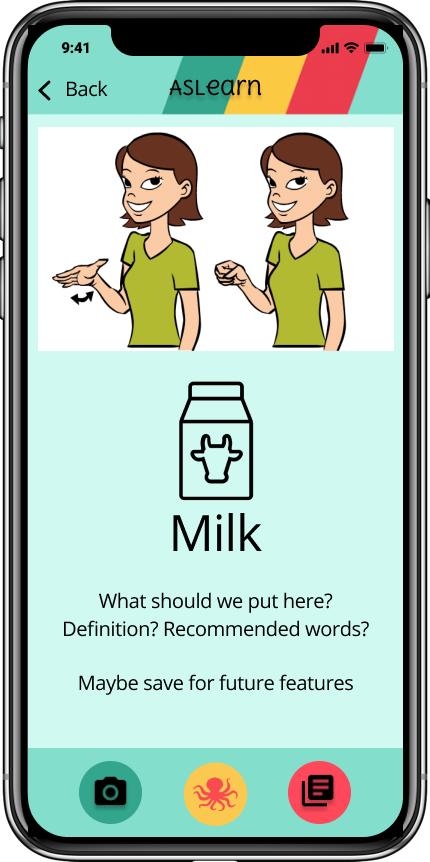 9:41
Back
ASLearn
Milk
What should we put here?
Definition? Recommended words?
Maybe save for future features